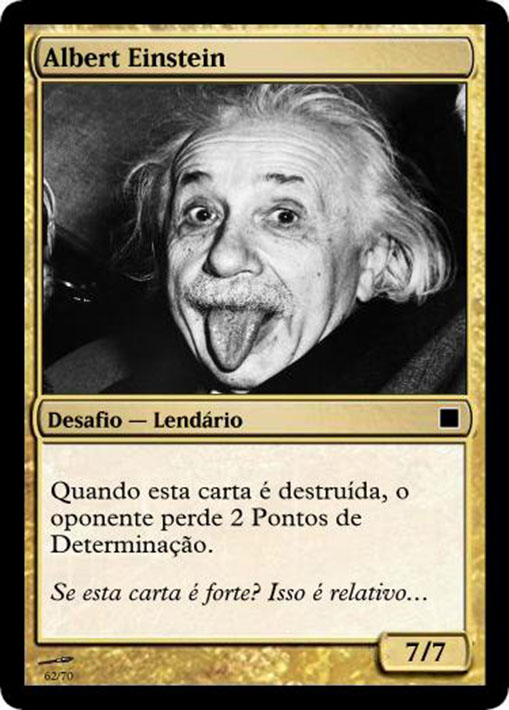 Albert Einstein
Desafio — Lendário
Quando esta carta é destruída, o
oponente perde 2 Pontos de
Determinação.
Se esta carta é forte? Isso é relativo…
7/7
62/70